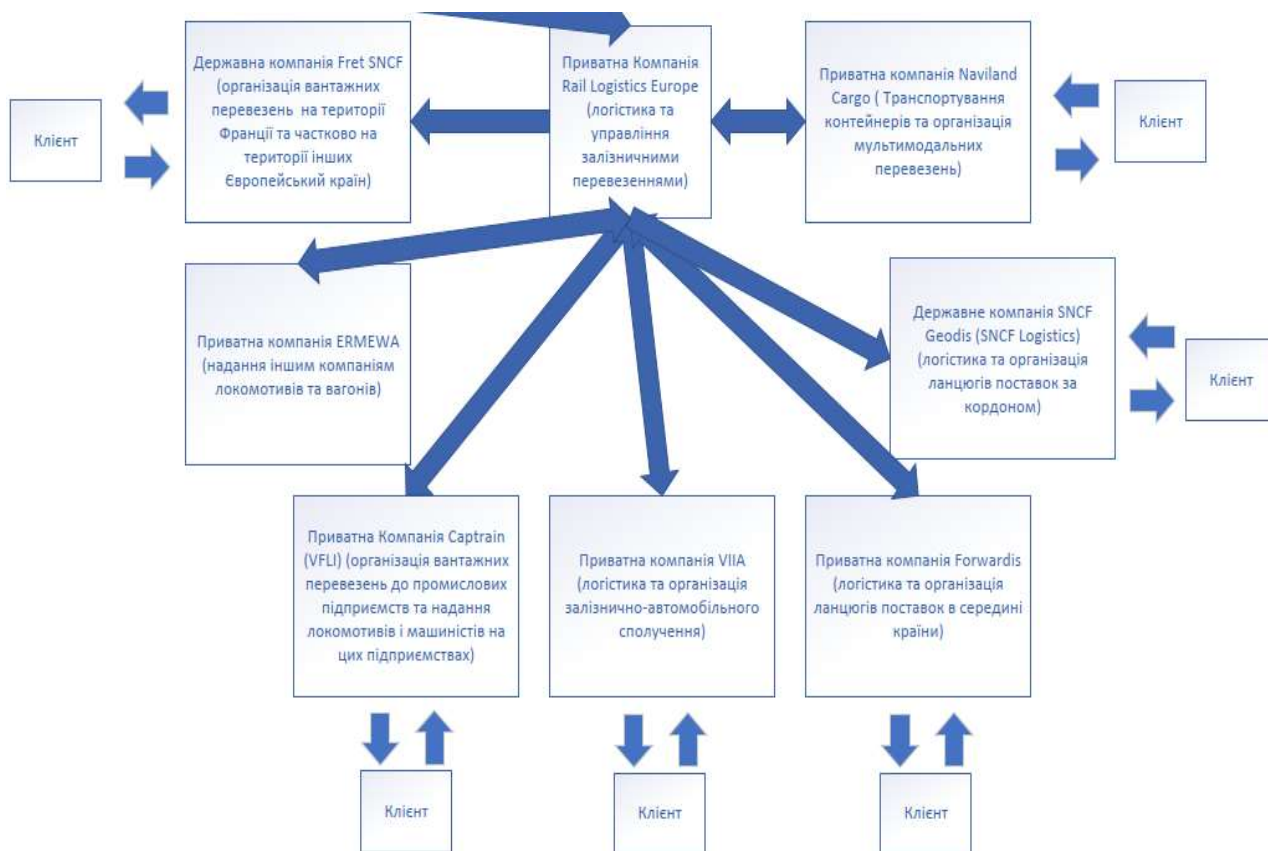 Державна компанія Fret SNCF
(організація вантажних
перевезень на території
Франції та частково на
території інших
Європейський країн)
Приватна Компанія
Rail Logistics Europe
(логістика та
управління
залізничними
перевезеннями)
Приватна компанія Naviland
Cargo ( Транспортування
контейнерів та організація
мультимодальних
перевезень)
Клієнт
Клієнт
Приватна компанія ERMEWA
(надання іншим компаніям
локомотивів та вагонів)
Державне компанія SNCF
Geodis (SNCF Logistics)
(логістика та організація
ланцюгів поставок за
кордоном)
Клієнт
Приватна Компанія Captrain
(VFLI) (організація вантажних
перевезень до промислових
підприємств та надання
локомотивів і машиністів на
цих підприємствах)
Приватна компанія VIIA
(логістика та організація
залізнично-автомобільного
сполучення)
Приватна компанія Forwardis
(логістика та організація
ланцюгів поставок в середині
країни)
Клієнт
Клієнт
Клієнт